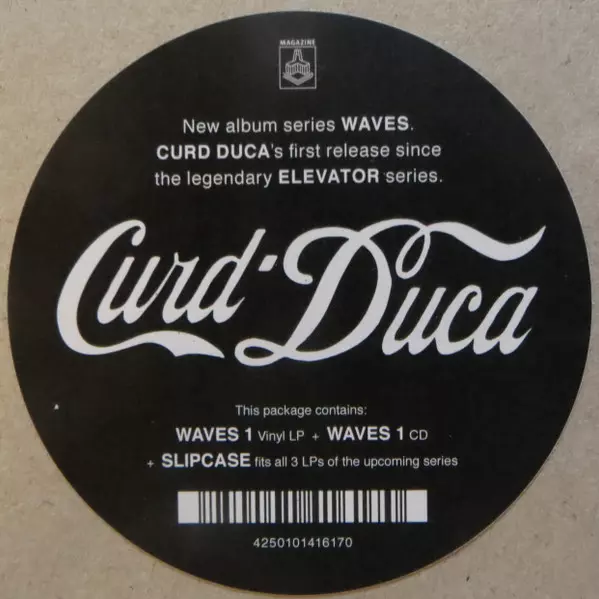 MAGAZINE
New album series WAVES.
CURD DUCA's first release since
the legendary ELEVATOR series.
Curd·Duca
This package contains:
WAVES 1 Vinyl LP + WAVES 1 CD
+ SLIPCASE fits all 3 LPs of the upcoming series
4250101416170